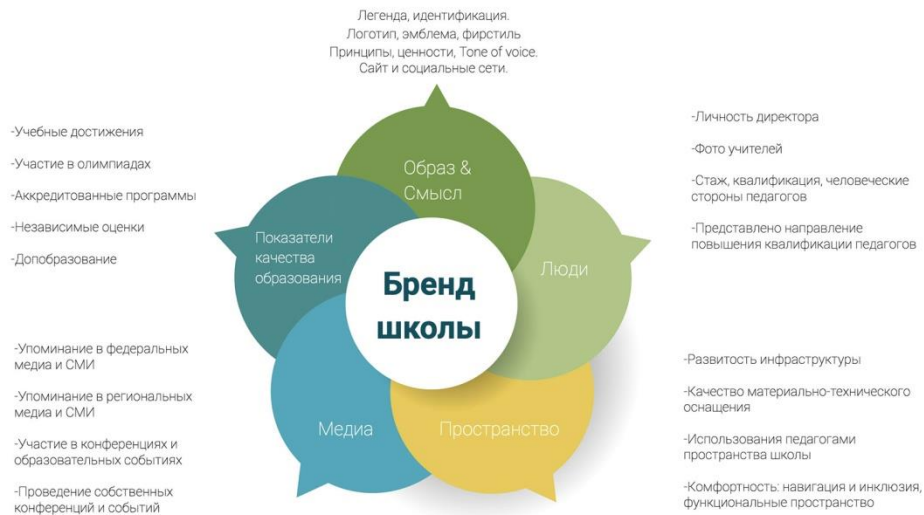 Легенда, идентификация.
Логотип, эмблема, фирстиль
Принципы, ценности, Tone of voice.
Сайт и социальные сети.
-Учебные достижения
-Участие в олимпиадах
-Аккредитованные программы
-Независимые оценки
-Допобразование
Образ &
Смысл
-Личность директора
-Фото учителей
-Стаж, квалификация, человеческие
стороны педагогов
-Представлено направление
повышения квалификации педагогов
Показатели
качества
образования
Люди
Бренд
школы
-Упоминание в федеральных
медиа и СМИ
-Упоминание в региональных
медиа и СМИ
-Участие в конференциях и
образовательных событиях
-Проведение собственных
конференций и событий
Медиа
Пространство
-Развитость инфраструктуры
-Качество материально-технического
оснащения
-Использования педагогами
пространства школы
-Комфортность: навигация и инклюзия,
функциональные пространство